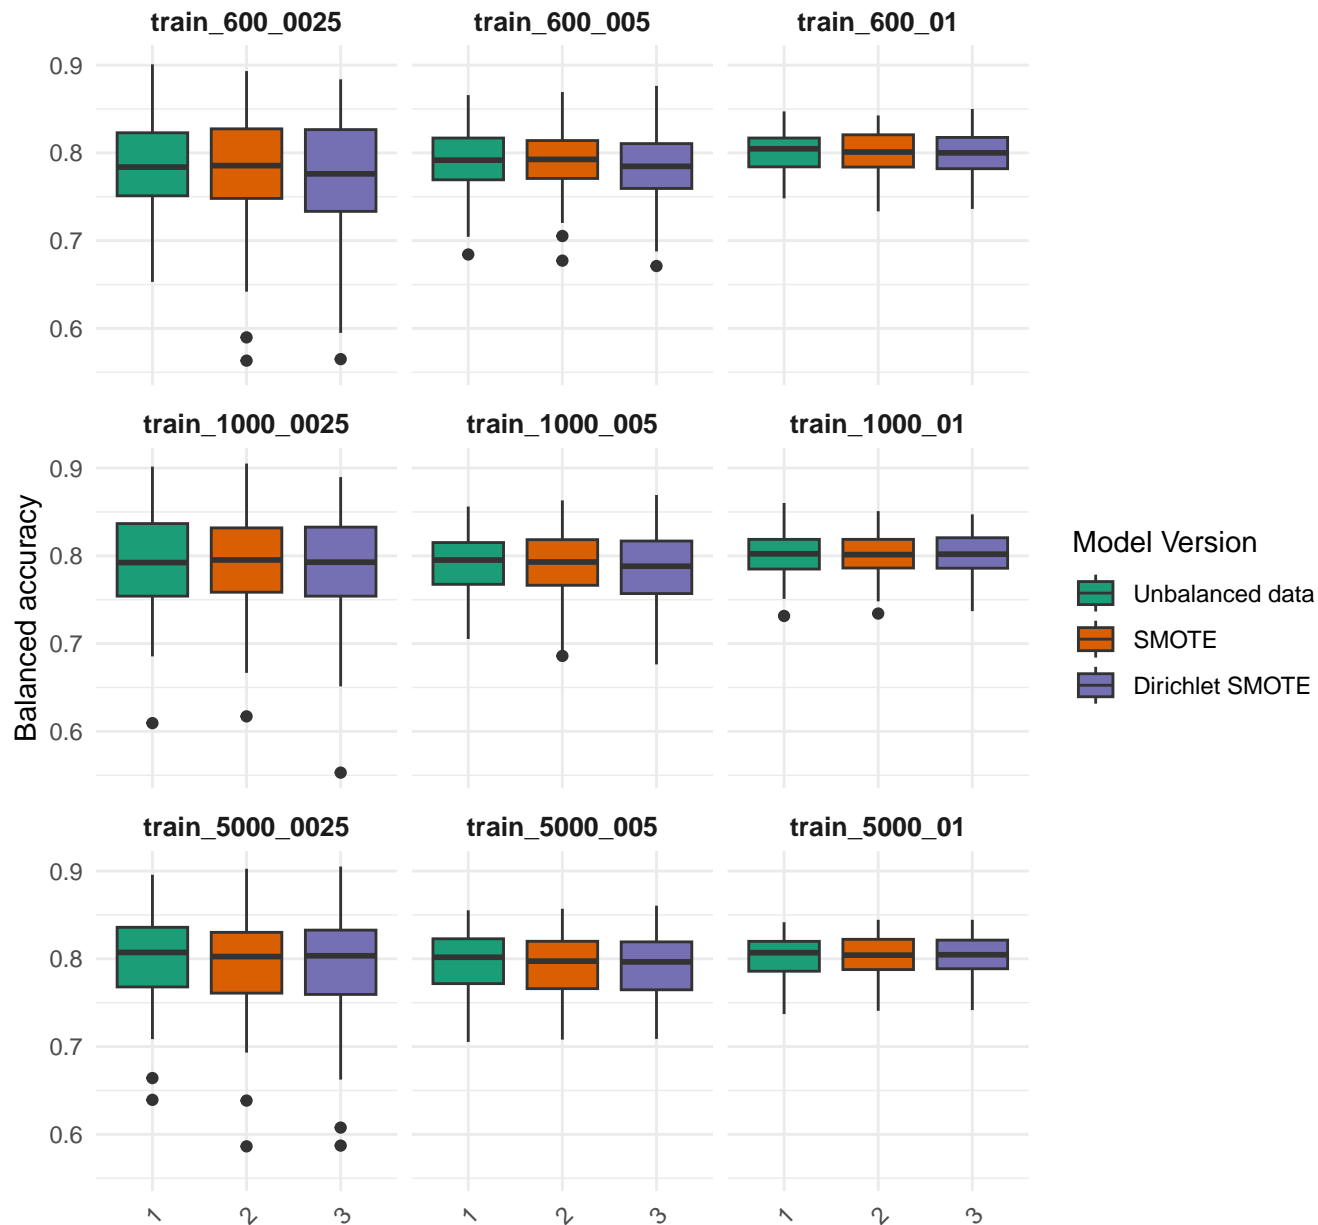 train_600_0025 train_600_005 train_600_01
0.9
0.8
0.7
0.6
train_1000_0025 train_1000_005 train_1000_01
0.9
0.8
0.7
0.6
Balanced accuracy
train_5000_0025 train_5000_005 train_5000_01
0.9
0.8
0.7
0.6
1 2 3 1 2 3 1 2 3
Model Version
Unbalanced data
SMOTE
Dirichlet SMOTE